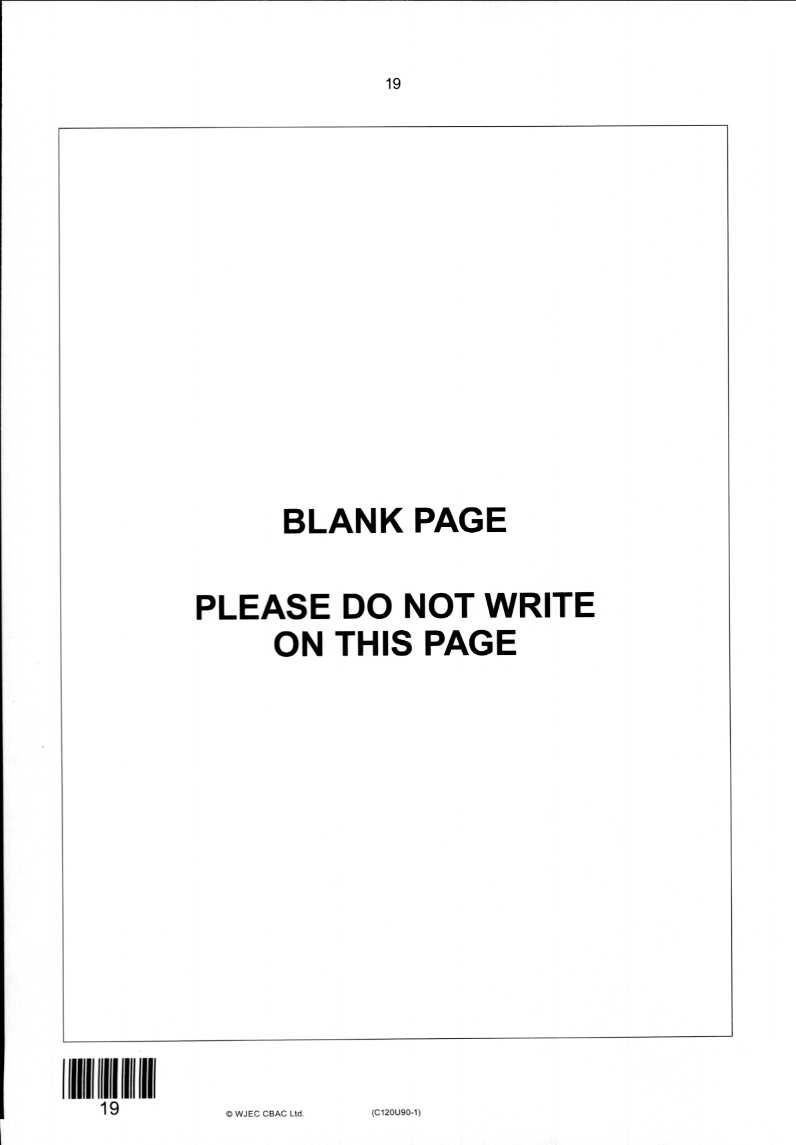 19
BLANK PAGE
PLEASE DO NOT WRITE
ON THIS PAGE
19
© WJEC CBAC Ltd.
(C120U90-1)